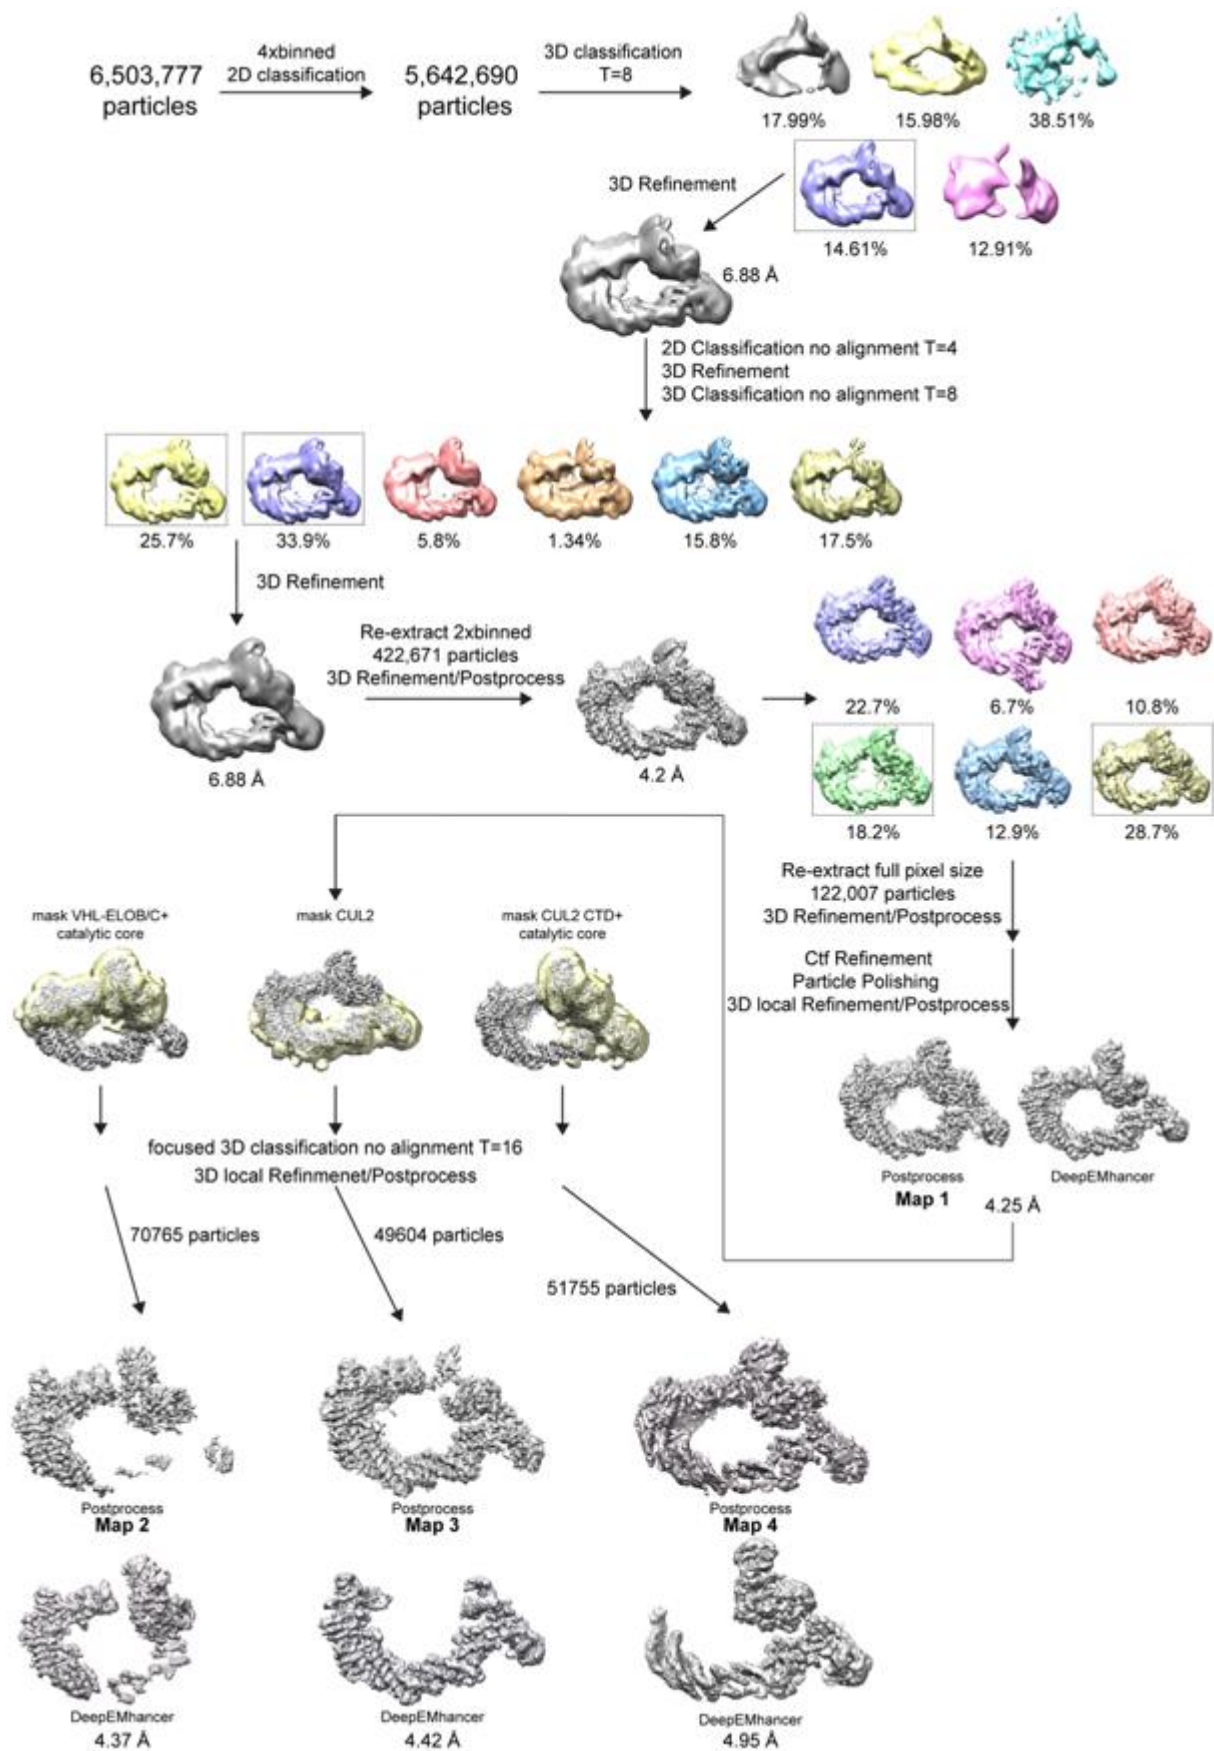 6,503,777
particles
4xbinned
2D classification
5,642,690
particles
3D classification
T=8
17.99%
15.98%
38.51%
3D Refinement
14.61%
12.91%
6.88 Å
2D Classification no alignment T=4
3D Refinement
3D Classification no alignment T=8
25.7%
33.9%
5.8%
1.34%
15.8%
17.5%
3D Refinement
Re-extract 2xbinned
422,671 particles
3D Refinement/Postprocess
6.88 Å
4.2 Å
22.7%
6.7%
10.8%
18.2%
12.9%
28.7%
Re-extract full pixel size
122,007 particles
3D Refinement/Postprocess
Ctf Refinement
Particle Polishing
3D local Refinement/Postprocess
Postprocess
Map 1
DeepEMhancer
4.25 Å
mask VHL-ELOB/C+
catalytic core
mask CUL2
mask CUL2 CTD+
catalytic core
focused 3D classification no alignment T=16
3D local Refinmenet/Postprocess
70765 particles
49604 particles
51755 particles
Postprocess
Map 2
Postprocess
Map 3
Postprocess
Map 4
DeepEMhancer
4.37 Å
DeepEMhancer
4.42 Å
DeepEMhancer
4.95 Å